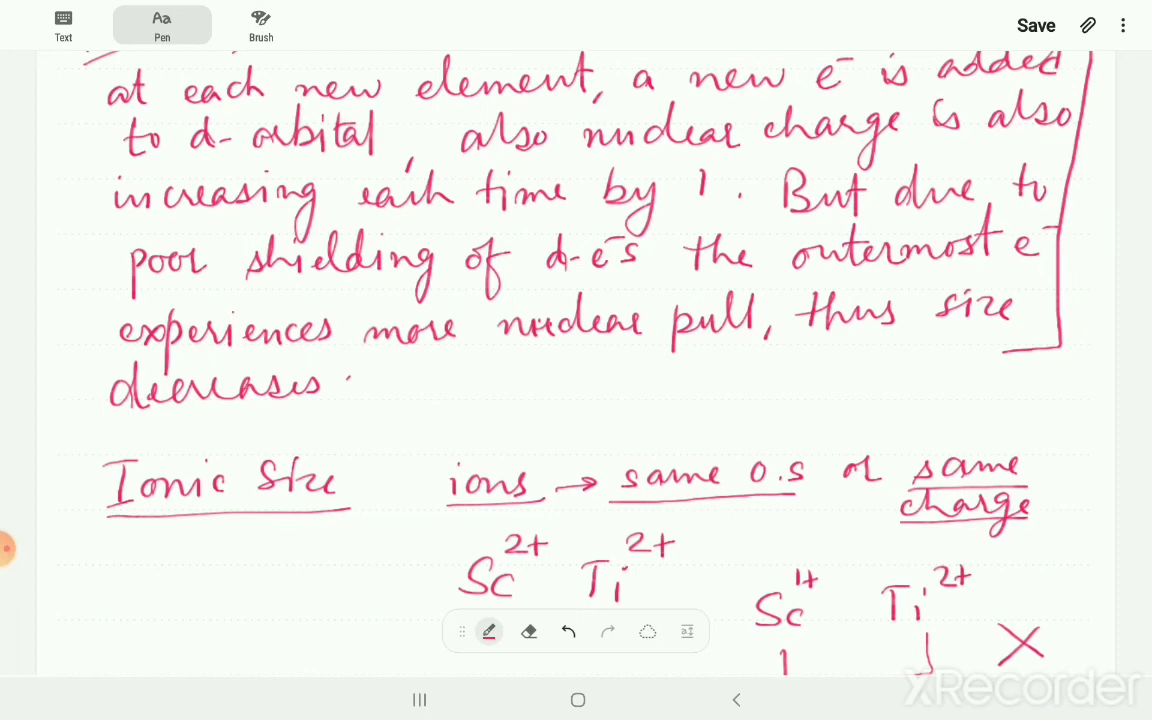 Text
Aa
Pen
Brush
Save
at each new element, a new e⁻ is added
to d-orbital, also nuclear charge is also
increasing each time by 1. But due to
poor shielding of d-e⁻s the outermost e⁻
experiences more nuclear pull, thus size
decreases.
Ionic Size ions → same o.s or same
charge
Sc²⁺ Ti²⁺
Sc¹⁺ Ti²⁺ X
XRecorder